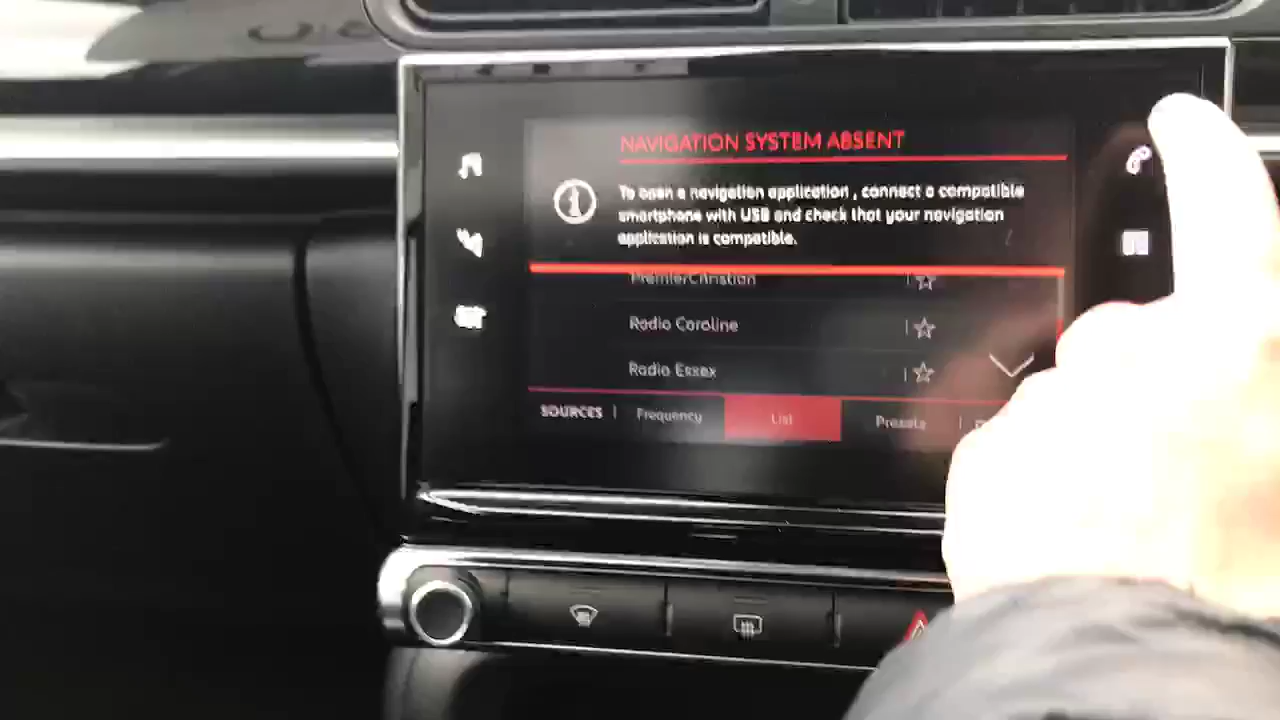 NAVIGATION SYSTEM ABSENT
To open a navigation application , connect a compatible
smartphone with USB and check that your navigation
application is compatible.
PremierChristian
Radio Caroline
Radio Essex
SOURCES Frequency List Presets